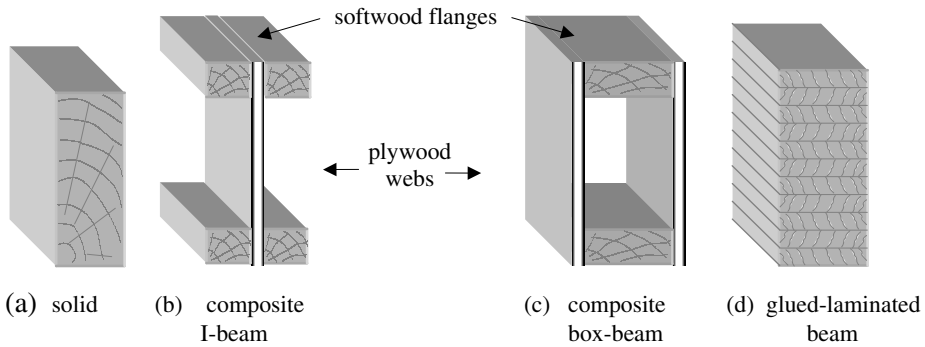 softwood flanges
plywood
webs
(a) solid
(b) composite
I-beam
(c) composite
box-beam
(d) glued-laminated
beam